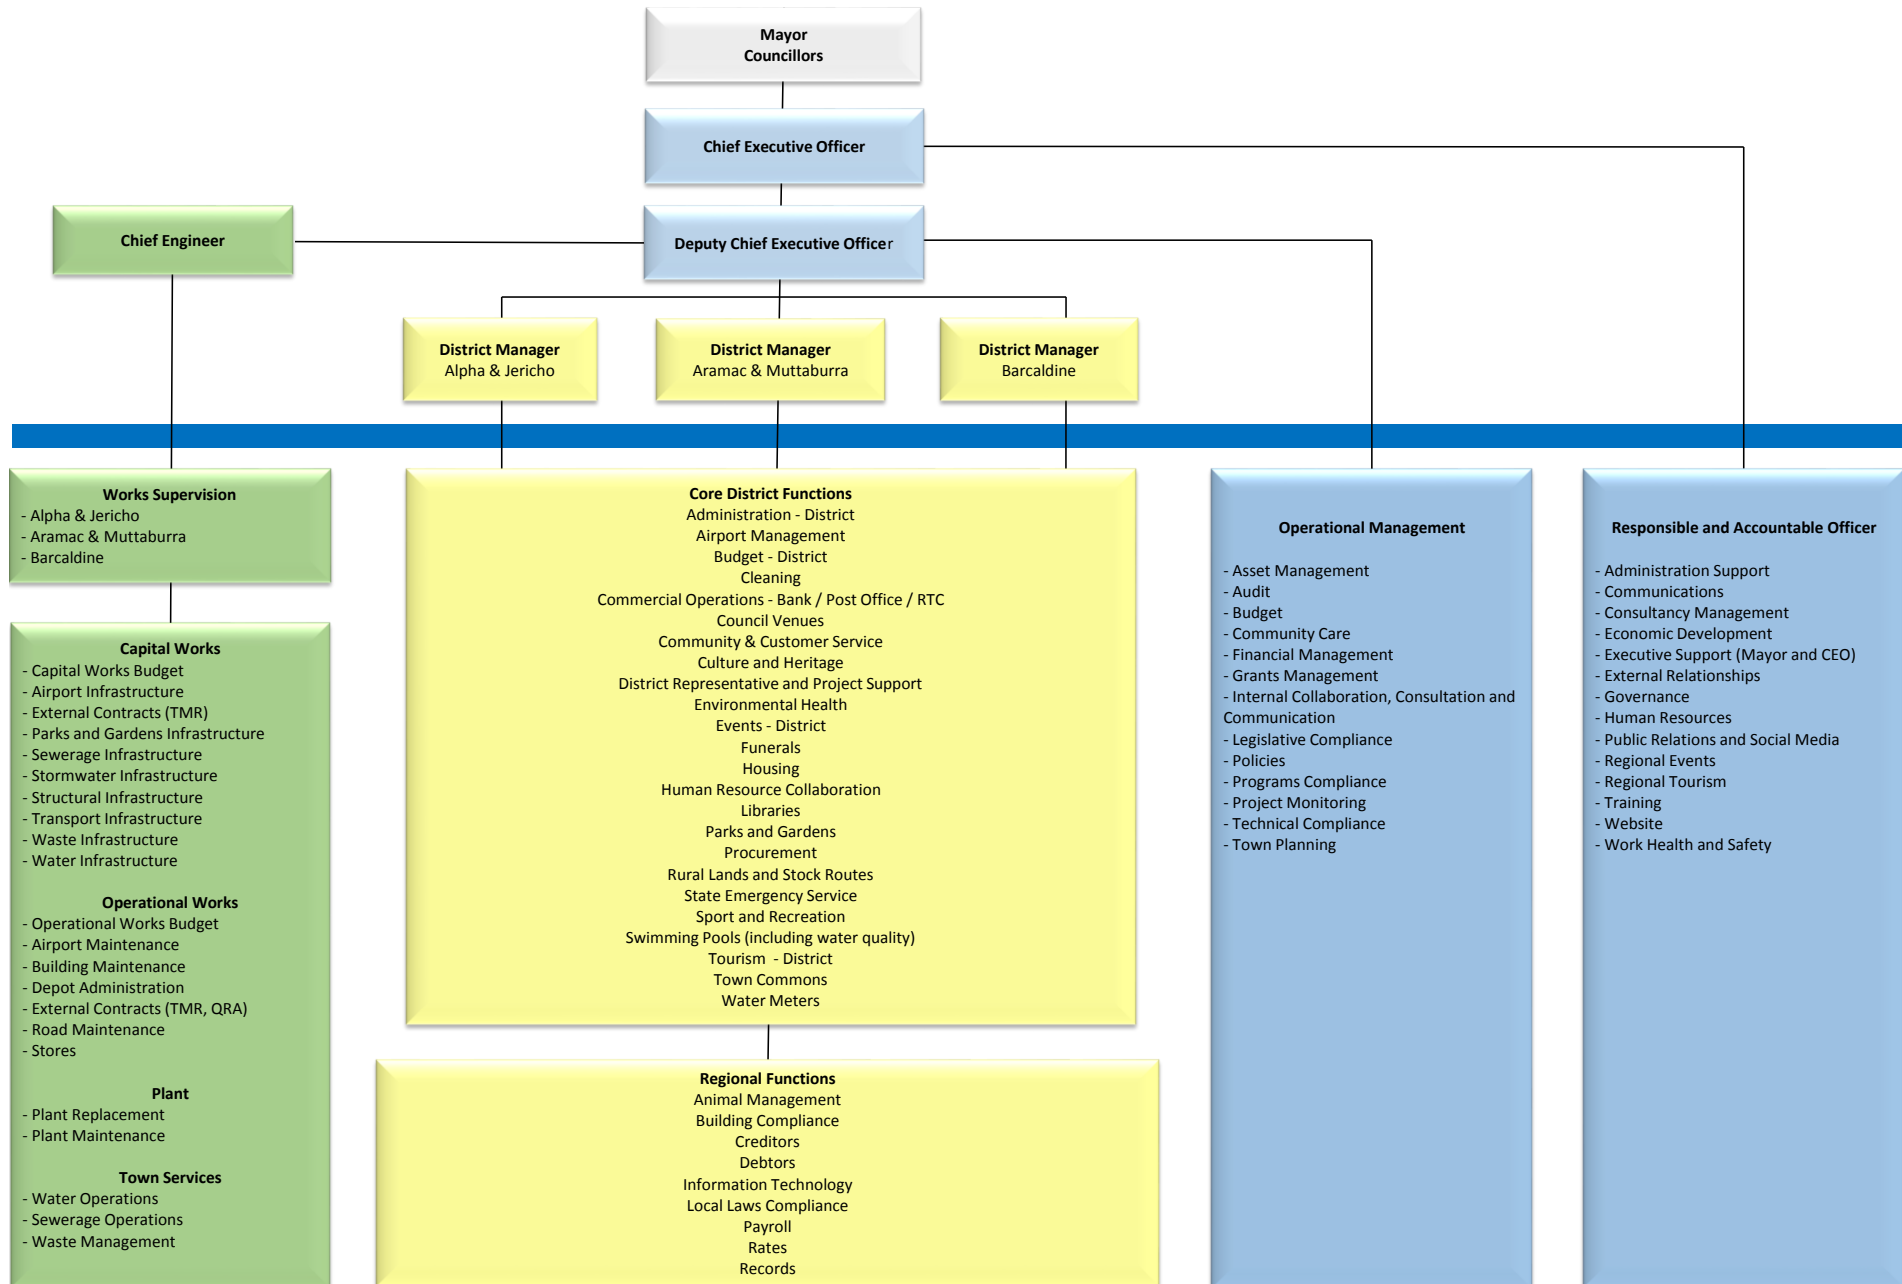 Mayor
Councillors
Chief Executive Officer
Chief Engineer
Deputy Chief Executive Officer
District Manager
Alpha & Jericho
District Manager
Aramac & Muttaburra
District Manager
Barcaldine
Works Supervision
- Alpha & Jericho
- Aramac & Muttaburra
- Barcaldine
Capital Works
- Capital Works Budget
- Airport Infrastructure
- External Contracts (TMR)
- Parks and Gardens Infrastructure
- Sewerage Infrastructure
- Stormwater Infrastructure
- Structural Infrastructure
- Transport Infrastructure
- Waste Infrastructure
- Water Infrastructure
Operational Works
- Operational Works Budget
- Airport Maintenance
- Building Maintenance
- Depot Administration
- External Contracts (TMR, QRA)
- Road Maintenance
- Stores
Plant
- Plant Replacement
- Plant Maintenance
Town Services
- Water Operations
- Sewerage Operations
- Waste Management
Core District Functions
Administration - District
Airport Management
Budget - District
Cleaning
Commercial Operations - Bank / Post Office / RTC
Council Venues
Community & Customer Service
Culture and Heritage
District Representative and Project Support
Environmental Health
Events - District
Funerals
Housing
Human Resource Collaboration
Libraries
Parks and Gardens
Procurement
Rural Lands and Stock Routes
State Emergency Service
Sport and Recreation
Swimming Pools (including water quality)
Tourism  - District
Town Commons
Water Meters
Regional Functions
Animal Management
Building Compliance
Creditors
Debtors
Information Technology
Local Laws Compliance
Payroll
Rates
Records
Operational Management
- Asset Management
- Audit
- Budget
- Community Care
- Financial Management
- Grants Management
- Internal Collaboration, Consultation and
Communication
- Legislative Compliance
- Policies
- Programs Compliance
- Project Monitoring
- Technical Compliance
- Town Planning
Responsible and Accountable Officer
- Administration Support
- Communications
- Consultancy Management
- Economic Development
- Executive Support (Mayor and CEO)
- External Relationships
- Governance
- Human Resources
- Public Relations and Social Media
- Regional Events
- Regional Tourism
- Training
- Website
- Work Health and Safety